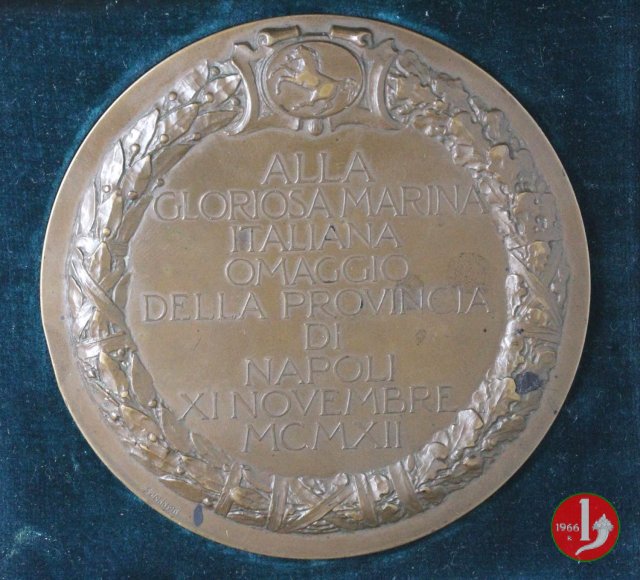 ALLA
GLORIOSA MARINA
ITALIANA
OMAGGIO
DELLA PROVINCIA
DI
NAPOLI
XI NOVEMBRE
MCMXII
1966